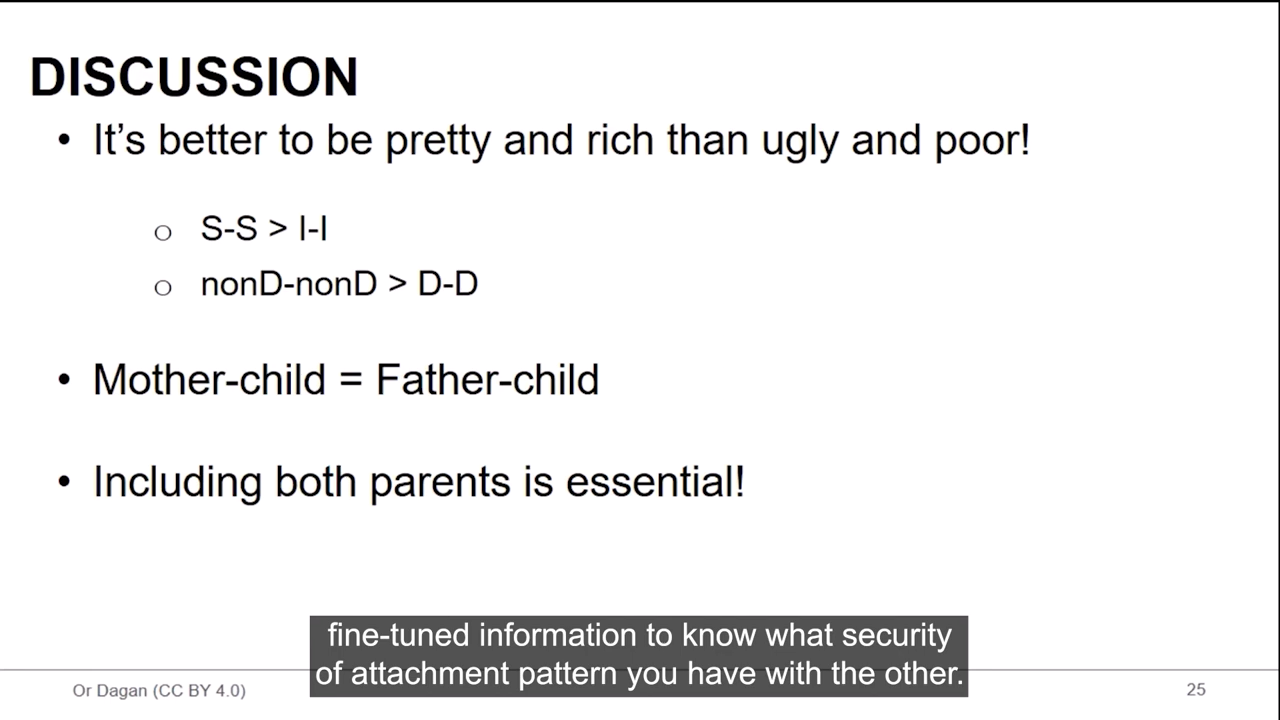 DISCUSSION
• It's better to be pretty and rich than ugly and poor!
o S-S > I-I
o nonD-nonD > D-D
• Mother-child = Father-child
• Including both parents is essential!
fine-tuned information to know what security
of attachment pattern you have with the other.
Or Dagan (CC BY 4.0)
25